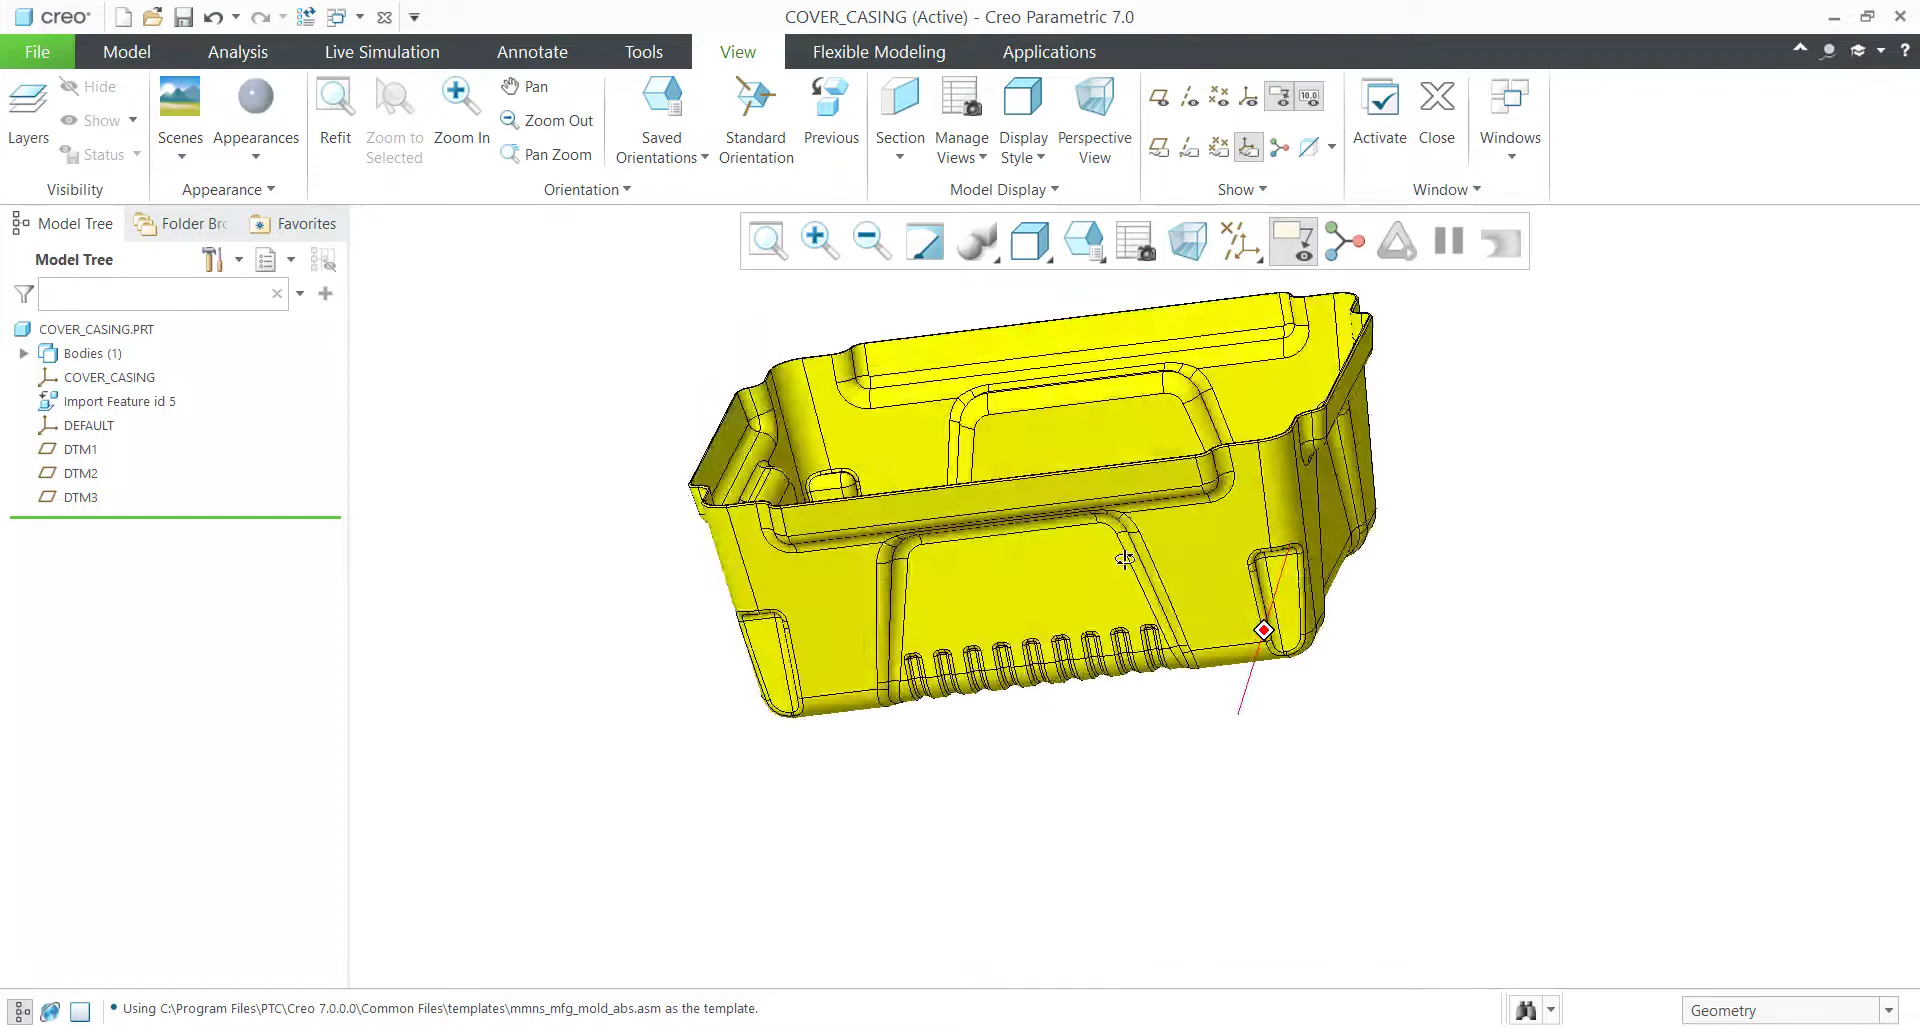 creo
COVER_CASING (Active) - Creo Parametric 7.0
File Model Analysis Live Simulation Annotate Tools View Flexible Modeling Applications
Layers
Hide
Show
Status
Visibility
Scenes
Appearances
Appearance
Refit
Zoom to Selected
Zoom In
Pan
Zoom Out
Pan Zoom
Saved Orientations
Standard Orientation
Previous
Orientation
Section
Manage Views
Display Style
Perspective View
Model Display
10.0
Show
Activate
Close
Windows
Window
Model Tree
Folder Br
Favorites
Model Tree
COVER_CASING.PRT
Bodies (1)
COVER_CASING
Import Feature id 5
DEFAULT
DTM1
DTM2
DTM3
Using C:\Program Files\PTC\Creo 7.0.0.0\Common Files\templates\mmns_mfg_mold_abs.asm as the template.
Geometry